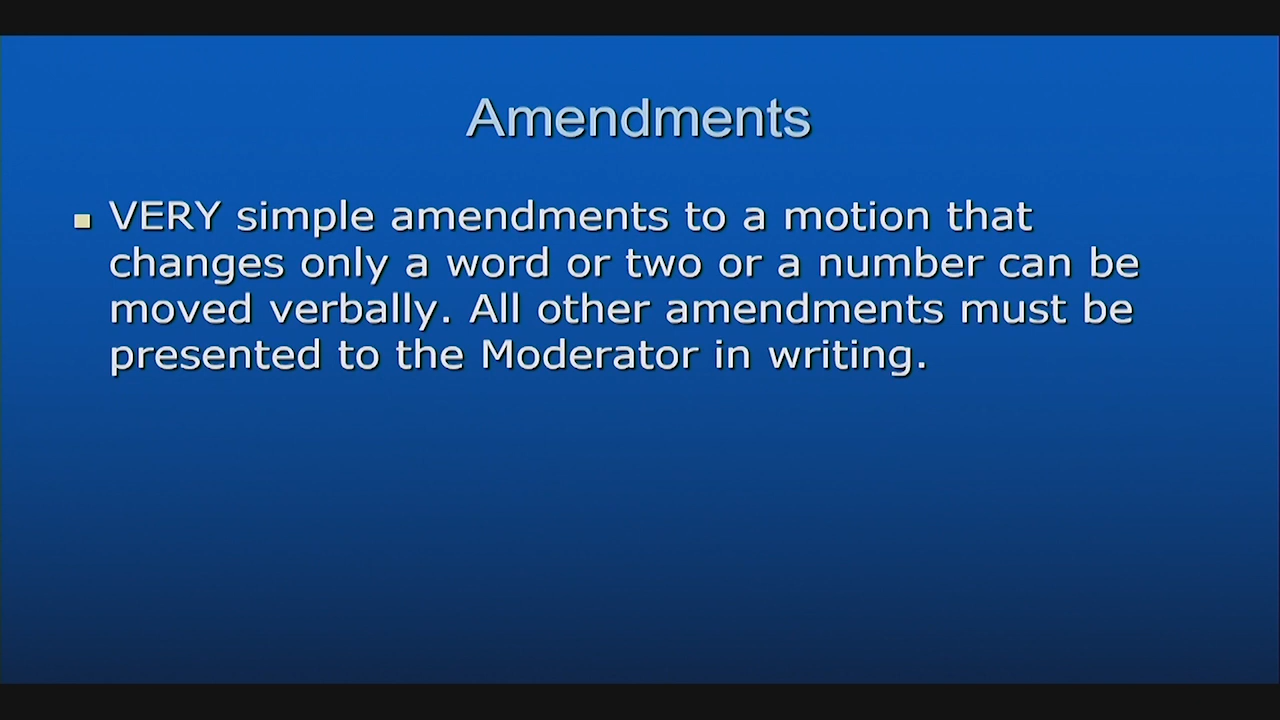 Amendments
VERY simple amendments to a motion that
changes only a word or two or a number can be
moved verbally. All other amendments must be
presented to the Moderator in writing.